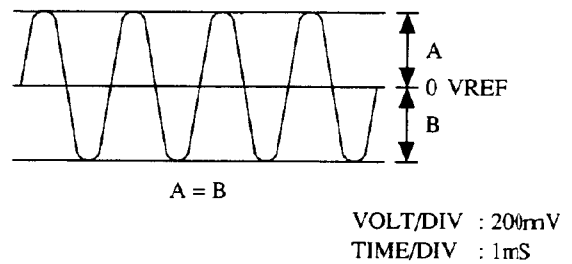 A
0 VREF
B
A = B
VOLT/DIV : 200mV
TIME/DIV : 1mS